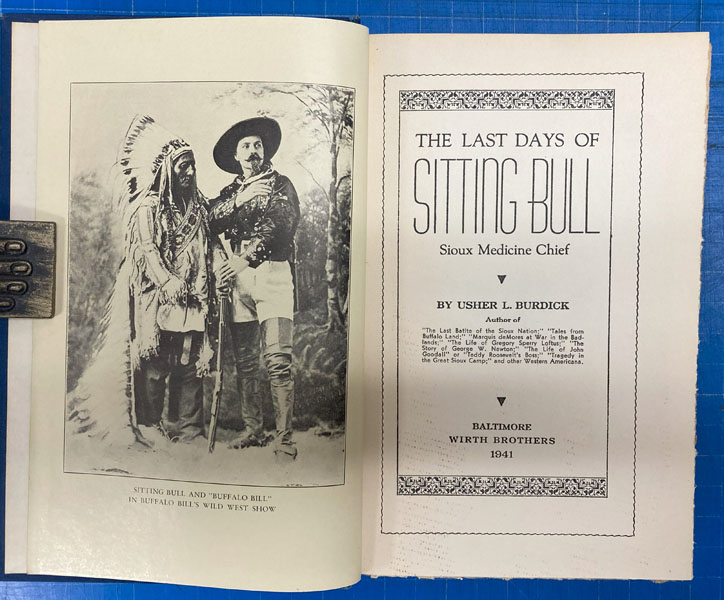 SITTING BULL AND "BUFFALO BILL"
IN BUFFALO BILL'S WILD WEST SHOW
THE LAST DAYS OF
SITTING BULL
Sioux Medicine Chief
BY USHER L. BURDICK
Author of
"The Last Battle of the Sioux Nation;" "Tales from
Buffalo Land;" "Marquis deMores at War in the Bad-
lands;" "The Life of Gregory Sperry Loftus;" "The
Story of George W. Newton;" "The Life of John
Goodall" or "Teddy Roosevelt's Boss;" "Tragedy in
the Great Sioux Camp;" and other Western Americana.
BALTIMORE
WIRTH BROTHERS
1941